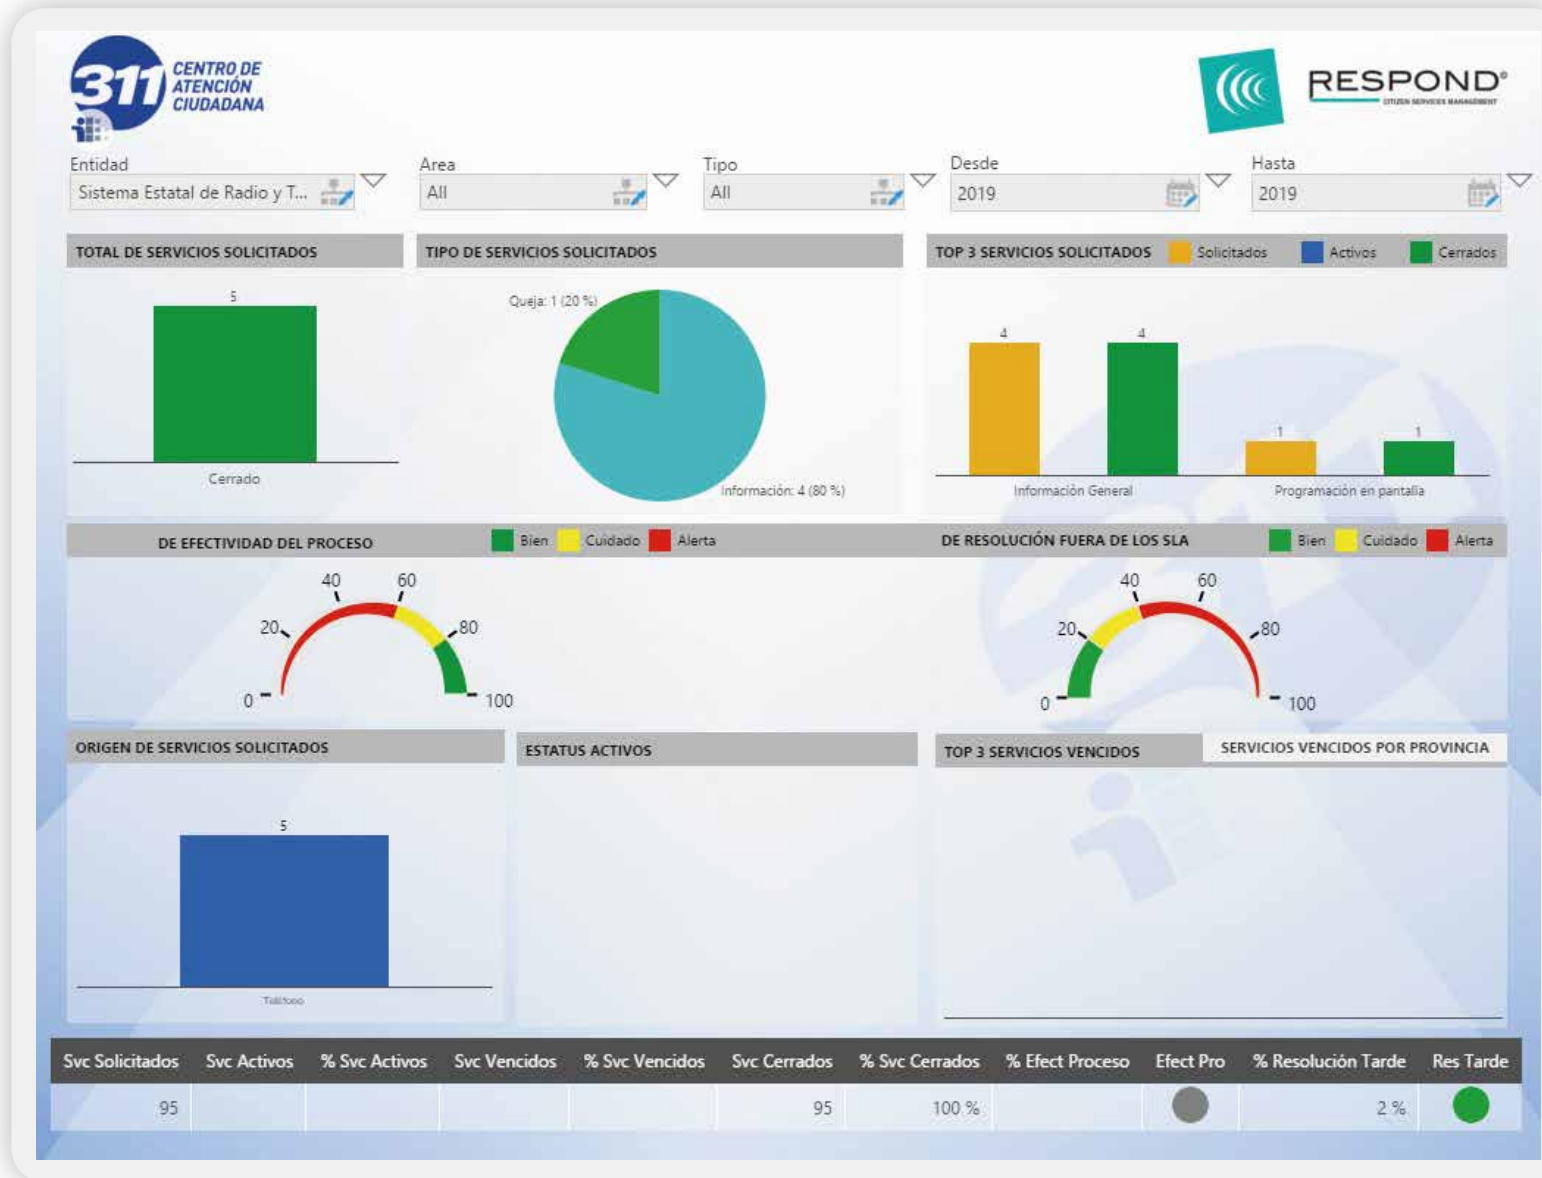 311 CENTRO DE
ATENCIÓN
CIUDADANA
RESPOND
CITIZEN SERVICES MANAGEMENT
Entidad
Sistema Estatal de Radio y T...
Area
All
Tipo
All
Desde
2019
Hasta
2019
TOTAL DE SERVICIOS SOLICITADOS
5
Cerrado
TIPO DE SERVICIOS SOLICITADOS
Queja: 1 (20 %)
Información: 4 (80 %)
TOP 3 SERVICIOS SOLICITADOS Solicitados Activos Cerrados
4 4
1 1
Información General Programación en pantalla
DE EFECTIVIDAD DEL PROCESO Bien Cuidado Alerta
0 20 40 60 80 100
DE RESOLUCIÓN FUERA DE LOS SLA Bien Cuidado Alerta
0 20 40 60 80 100
ORIGEN DE SERVICIOS SOLICITADOS
5
Teléfono
ESTATUS ACTIVOS
TOP 3 SERVICIOS VENCIDOS SERVICIOS VENCIDOS POR PROVINCIA
Svc Solicitados Svc Activos % Svc Activos Svc Vencidos % Svc Vencidos Svc Cerrados % Svc Cerrados % Efect Proceso Efect Pro % Resolución Tarde Res Tarde
95 95 100 % 2 %